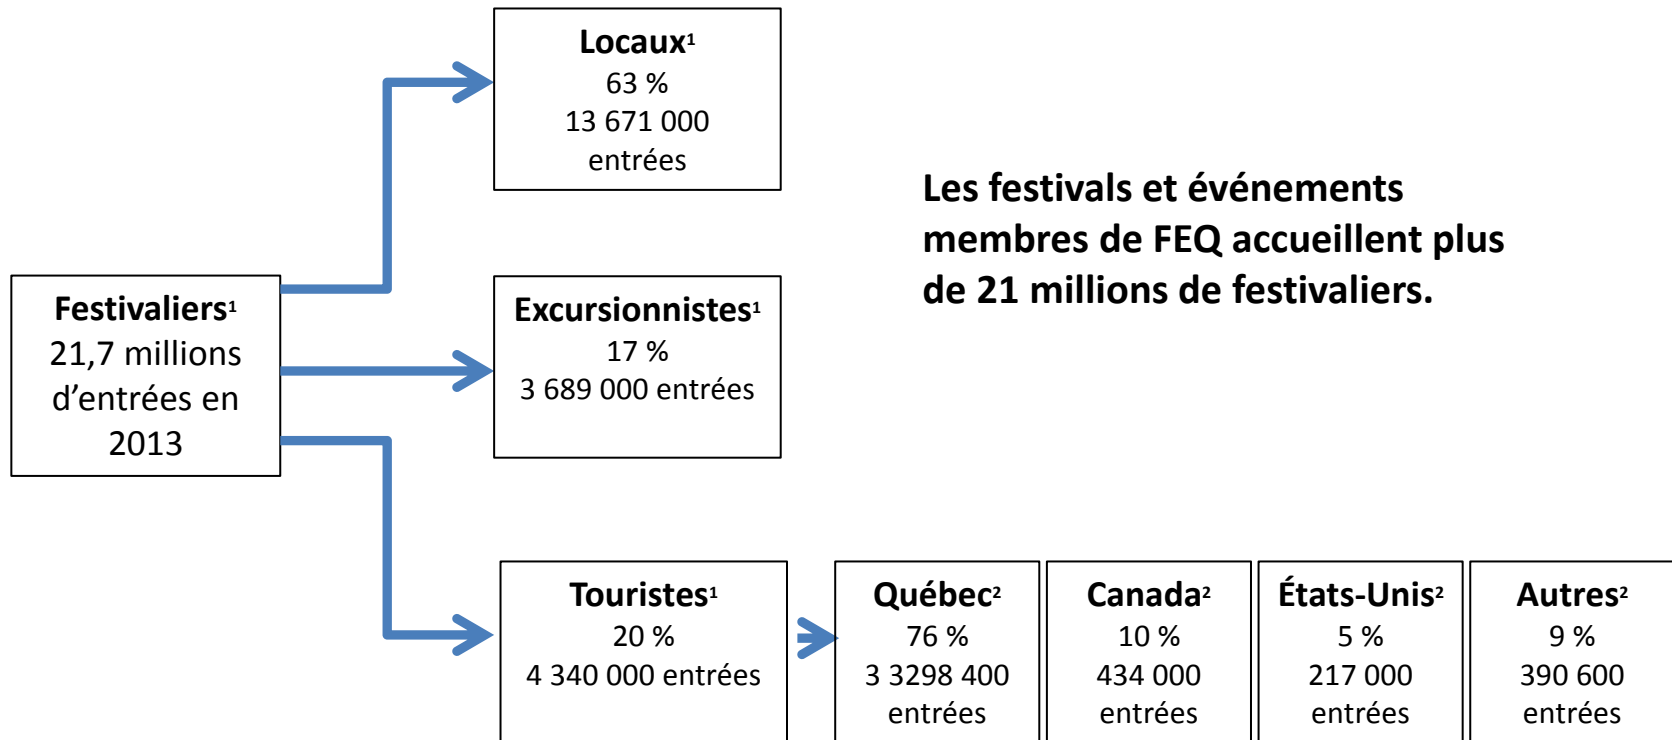 Locaux¹
63 %
13 671 000
entrées
Les festivals et événements
membres de FEQ accueillent plus
de 21 millions de festivaliers.
Festivaliers¹
21,7 millions
d’entrées en
2013
Excursionnistes¹
17 %
3 689 000 entrées
Touristes¹
20 %
4 340 000 entrées
Québec²
76 %
3 3298 400
entrées
Canada²
10 %
434 000
entrées
États-Unis²
5 %
217 000
entrées
Autres²
9 %
390 600
entrées